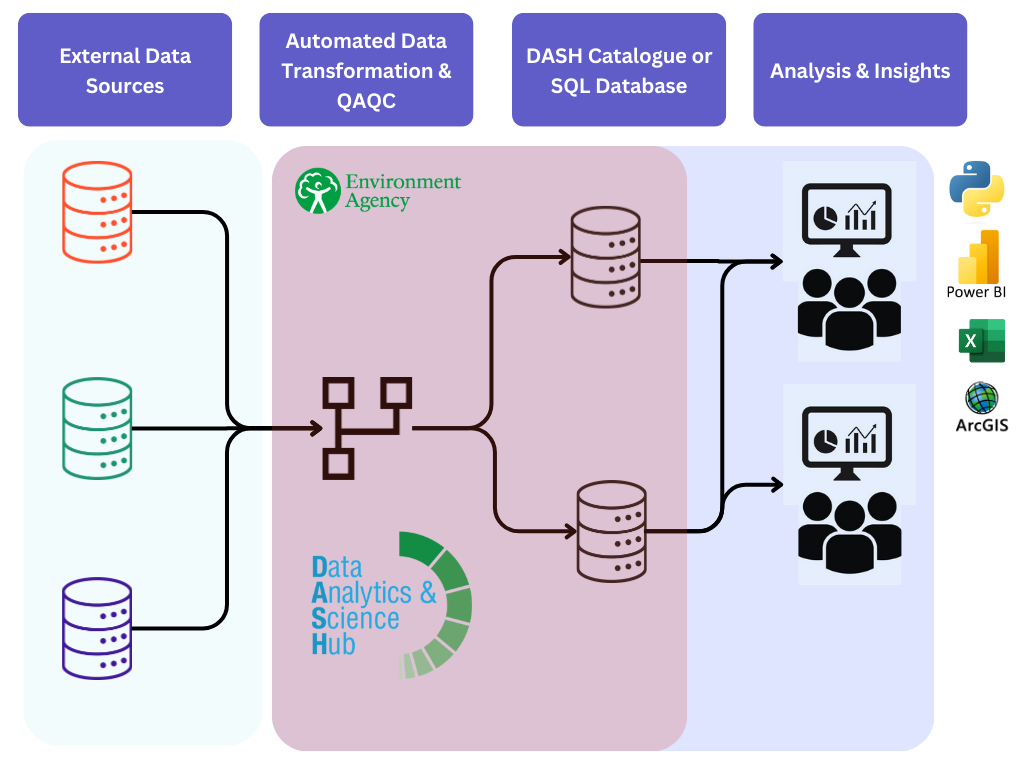 External Data
Sources
Automated Data
Transformation &
QAQC
DASH Catalogue or
SQL Database
Analysis & Insights
Environment
Agency
Power BI
X
ArcGIS
Data
Analytics &
Science
Hub